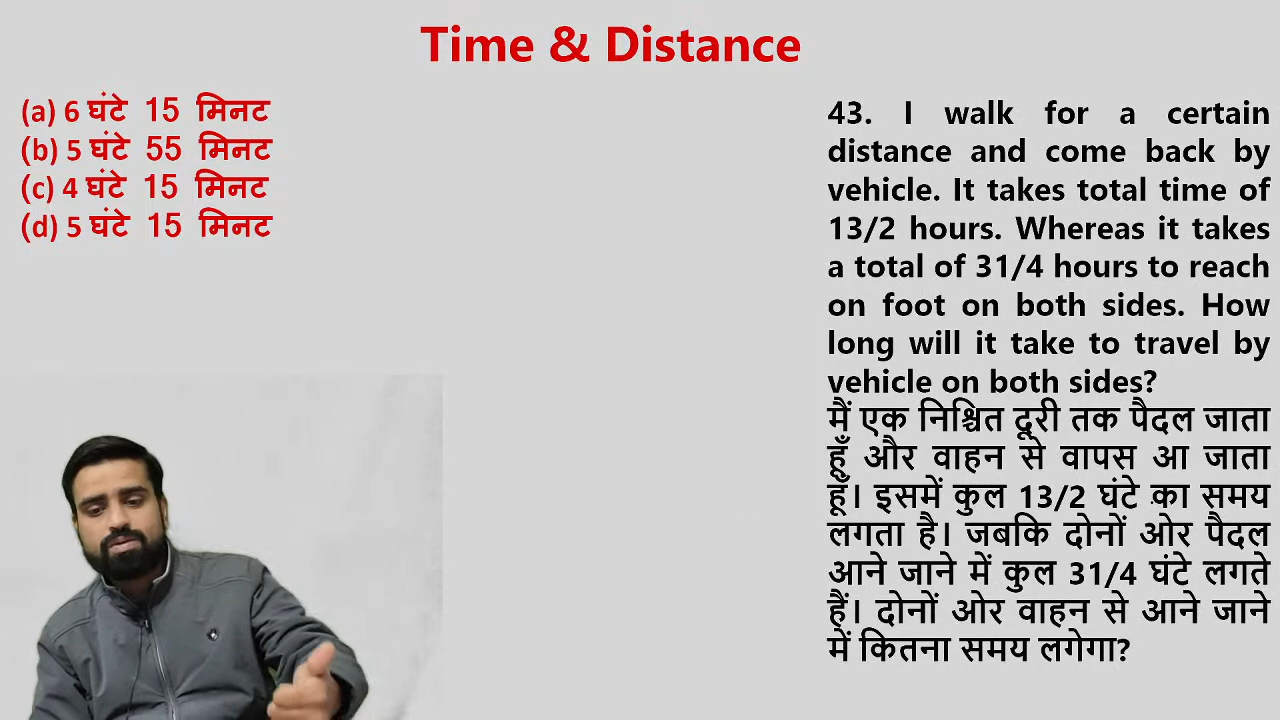 Time & Distance
(a) 6 घंटे 15 मिनट
(b) 5 घंटे 55 मिनट
(c) 4 घंटे 15 मिनट
(d) 5 घंटे 15 मिनट
43. I walk for a certain
distance and come back by
vehicle. It takes total time of
13/2 hours. Whereas it takes
a total of 31/4 hours to reach
on foot on both sides. How
long will it take to travel by
vehicle on both sides?
मैं एक निश्चित दूरी तक पैदल जाता
हूँ और वाहन से वापस आ जाता
हूँ। इसमें कुल 13/2 घंटे का समय
लगता है। जबकि दोनों ओर पैदल
आने जाने में कुल 31/4 घंटे लगते
हैं। दोनों ओर वाहन से आने जाने
में कितना समय लगेगा?